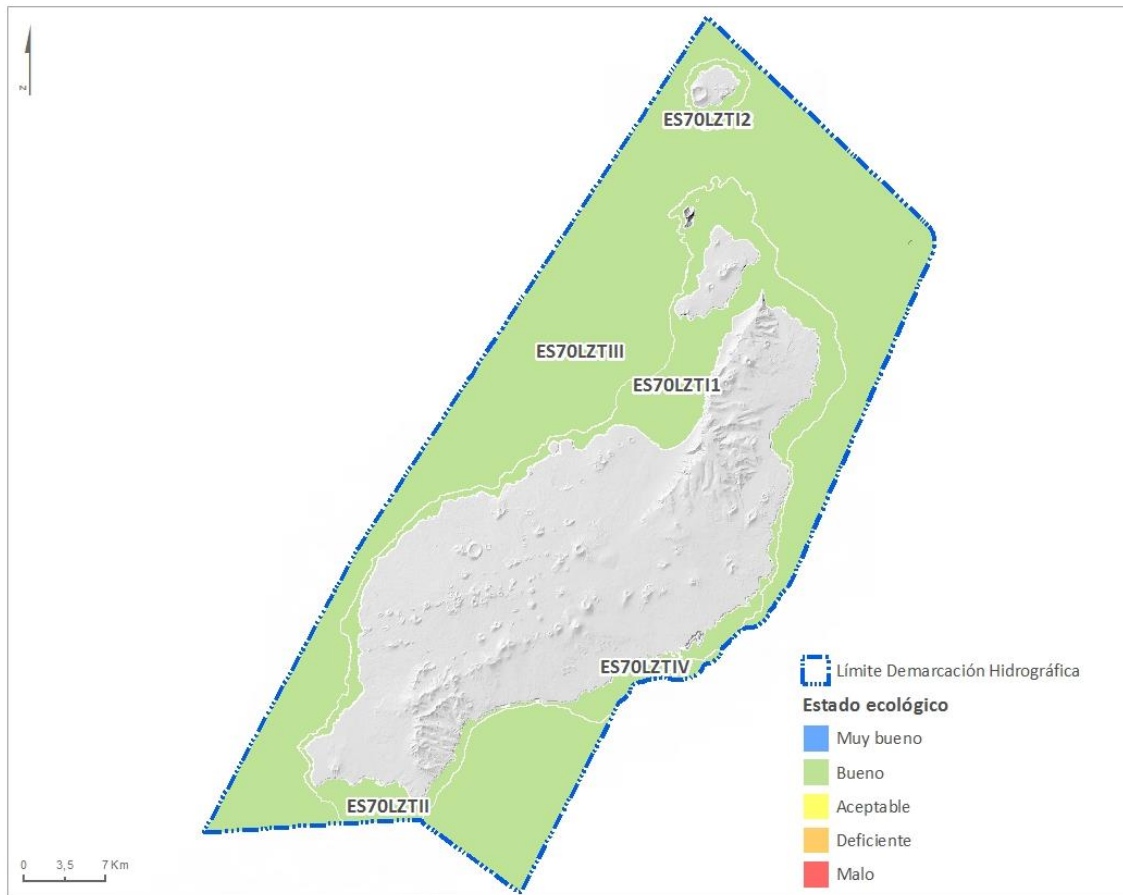 N
ES70LZTI2
ES70LZTIII
ES70LZTI1
ES70LZTIV
ES70LZTII
Límite Demarcación Hidrográfica
Estado ecológico
Muy bueno
Bueno
Aceptable
Deficiente
Malo
0 3,5 7 Km